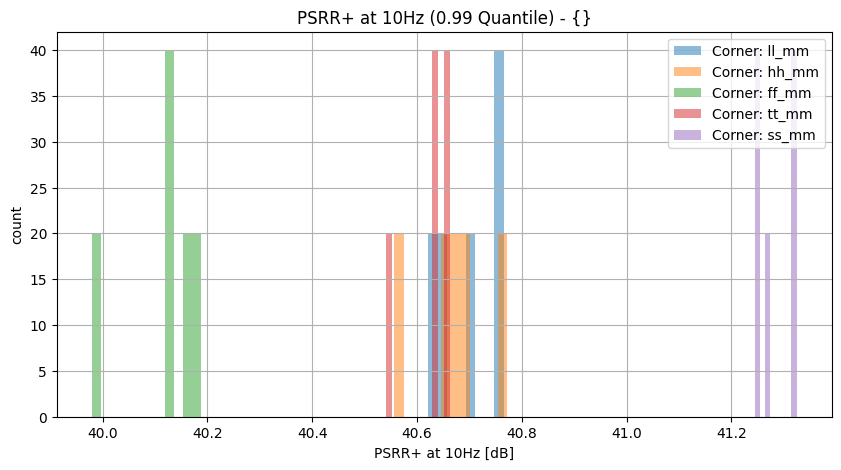 PSRR+ at 10Hz (0.99 Quantile) - {}
Corner: ll_mm
Corner: hh_mm
Corner: ff_mm
Corner: tt_mm
Corner: ss_mm
count
40
35
30
25
20
15
10
5
0
40.0 40.2 40.4 40.6 40.8 41.0 41.2
PSRR+ at 10Hz [dB]